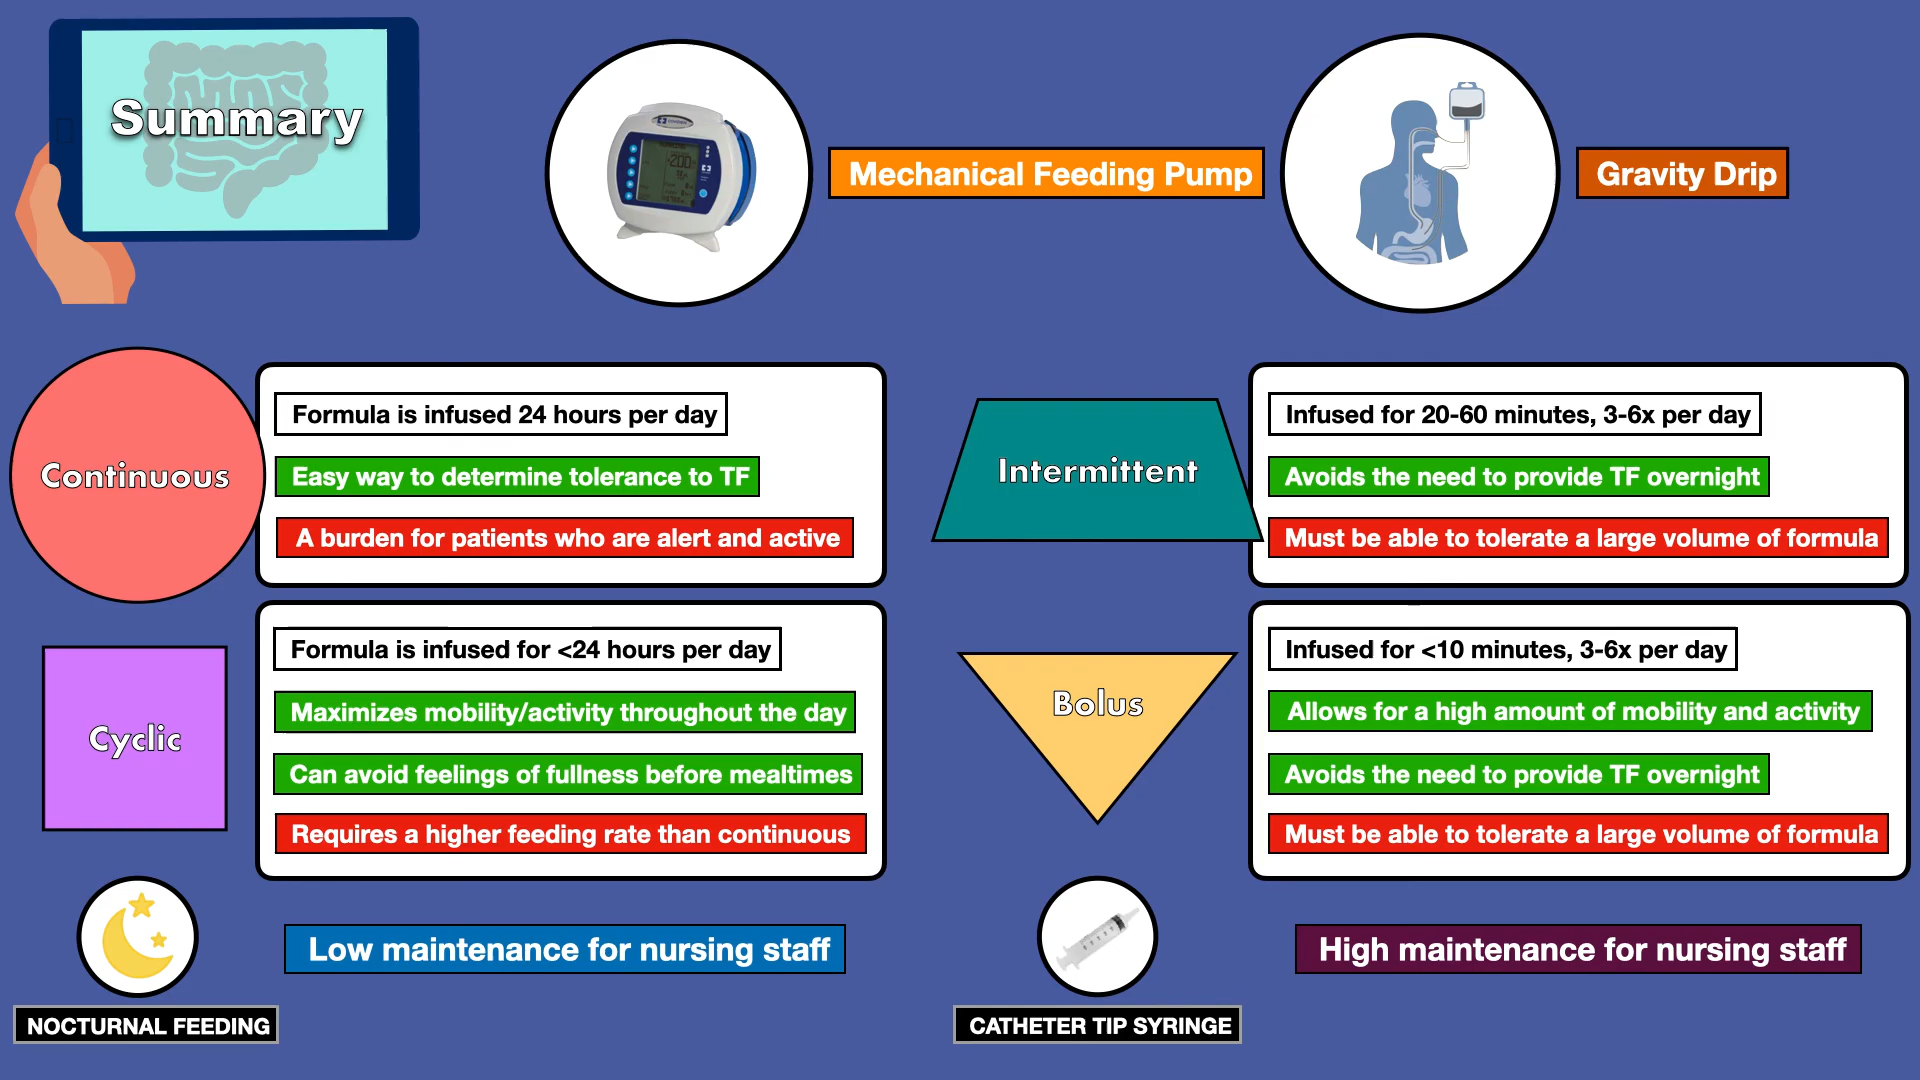 Summary
Mechanical Feeding Pump
Gravity Drip
Continuous
Formula is infused 24 hours per day
Easy way to determine tolerance to TF
A burden for patients who are alert and active
Intermittent
Infused for 20-60 minutes, 3-6x per day
Avoids the need to provide TF overnight
Must be able to tolerate a large volume of formula
Cyclic
Formula is infused for <24 hours per day
Maximizes mobility/activity throughout the day
Can avoid feelings of fullness before mealtimes
Requires a higher feeding rate than continuous
Bolus
Infused for <10 minutes, 3-6x per day
Allows for a high amount of mobility and activity
Avoids the need to provide TF overnight
Must be able to tolerate a large volume of formula
Low maintenance for nursing staff
High maintenance for nursing staff
NOCTURNAL FEEDING
CATHETER TIP SYRINGE